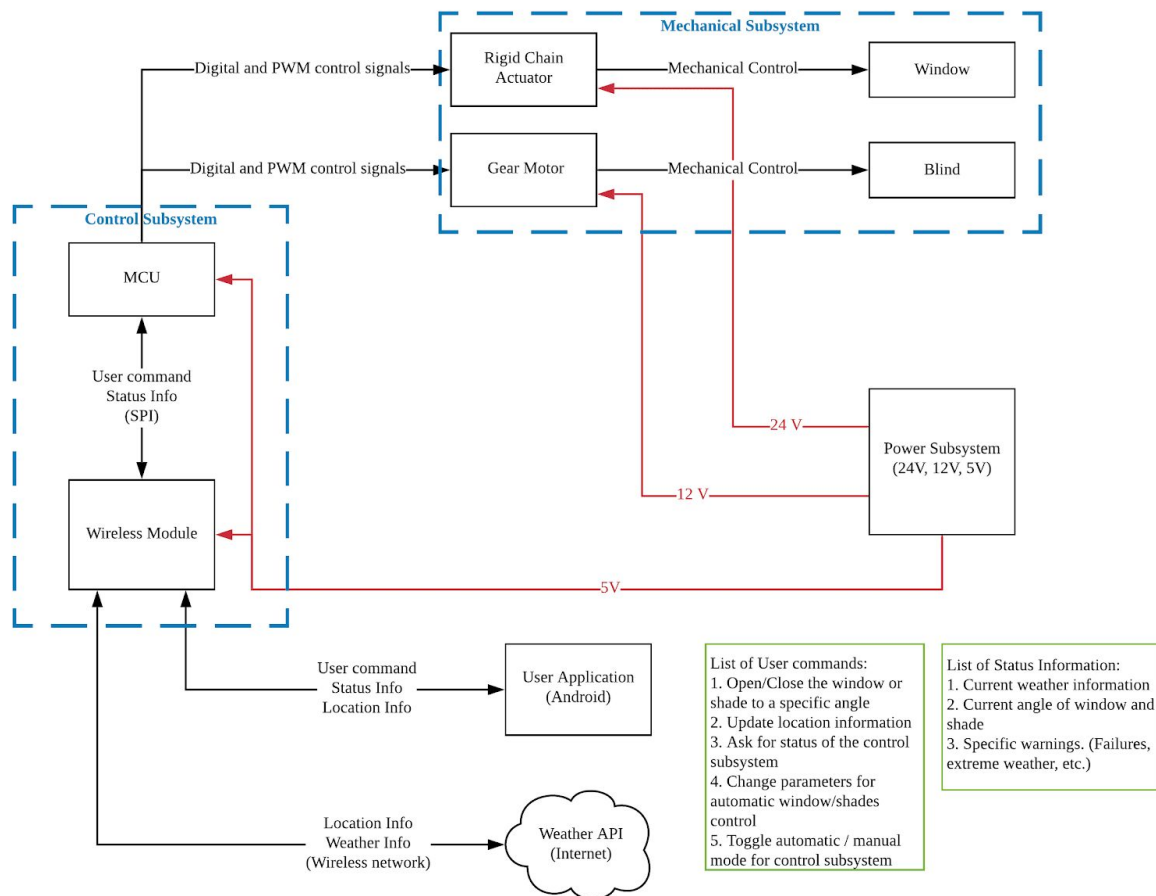 Mechanical Subsystem
Rigid Chain
Actuator
Digital and PWM control signals
Mechanical Control
Window
Digital and PWM control signals
Gear Motor
Mechanical Control
Blind
Control Subsystem
MCU
User command
Status Info
(SPI)
24 V
Power Subsystem
(24V, 12V, 5V)
12 V
Wireless Module
5V
User command
Status Info
Location Info
User Application
(Android)
Location Info
Weather Info
(Wireless network)
Weather API
(Internet)
List of User commands:
1. Open/Close the window or
shade to a specific angle
2. Update location information
3. Ask for status of the control
subsystem
4. Change parameters for
automatic window/shades
control
5. Toggle automatic / manual
mode for control subsystem
List of Status Information:
1. Current weather information
2. Current angle of window and
shade
3. Specific warnings. (Failures,
extreme weather, etc.)